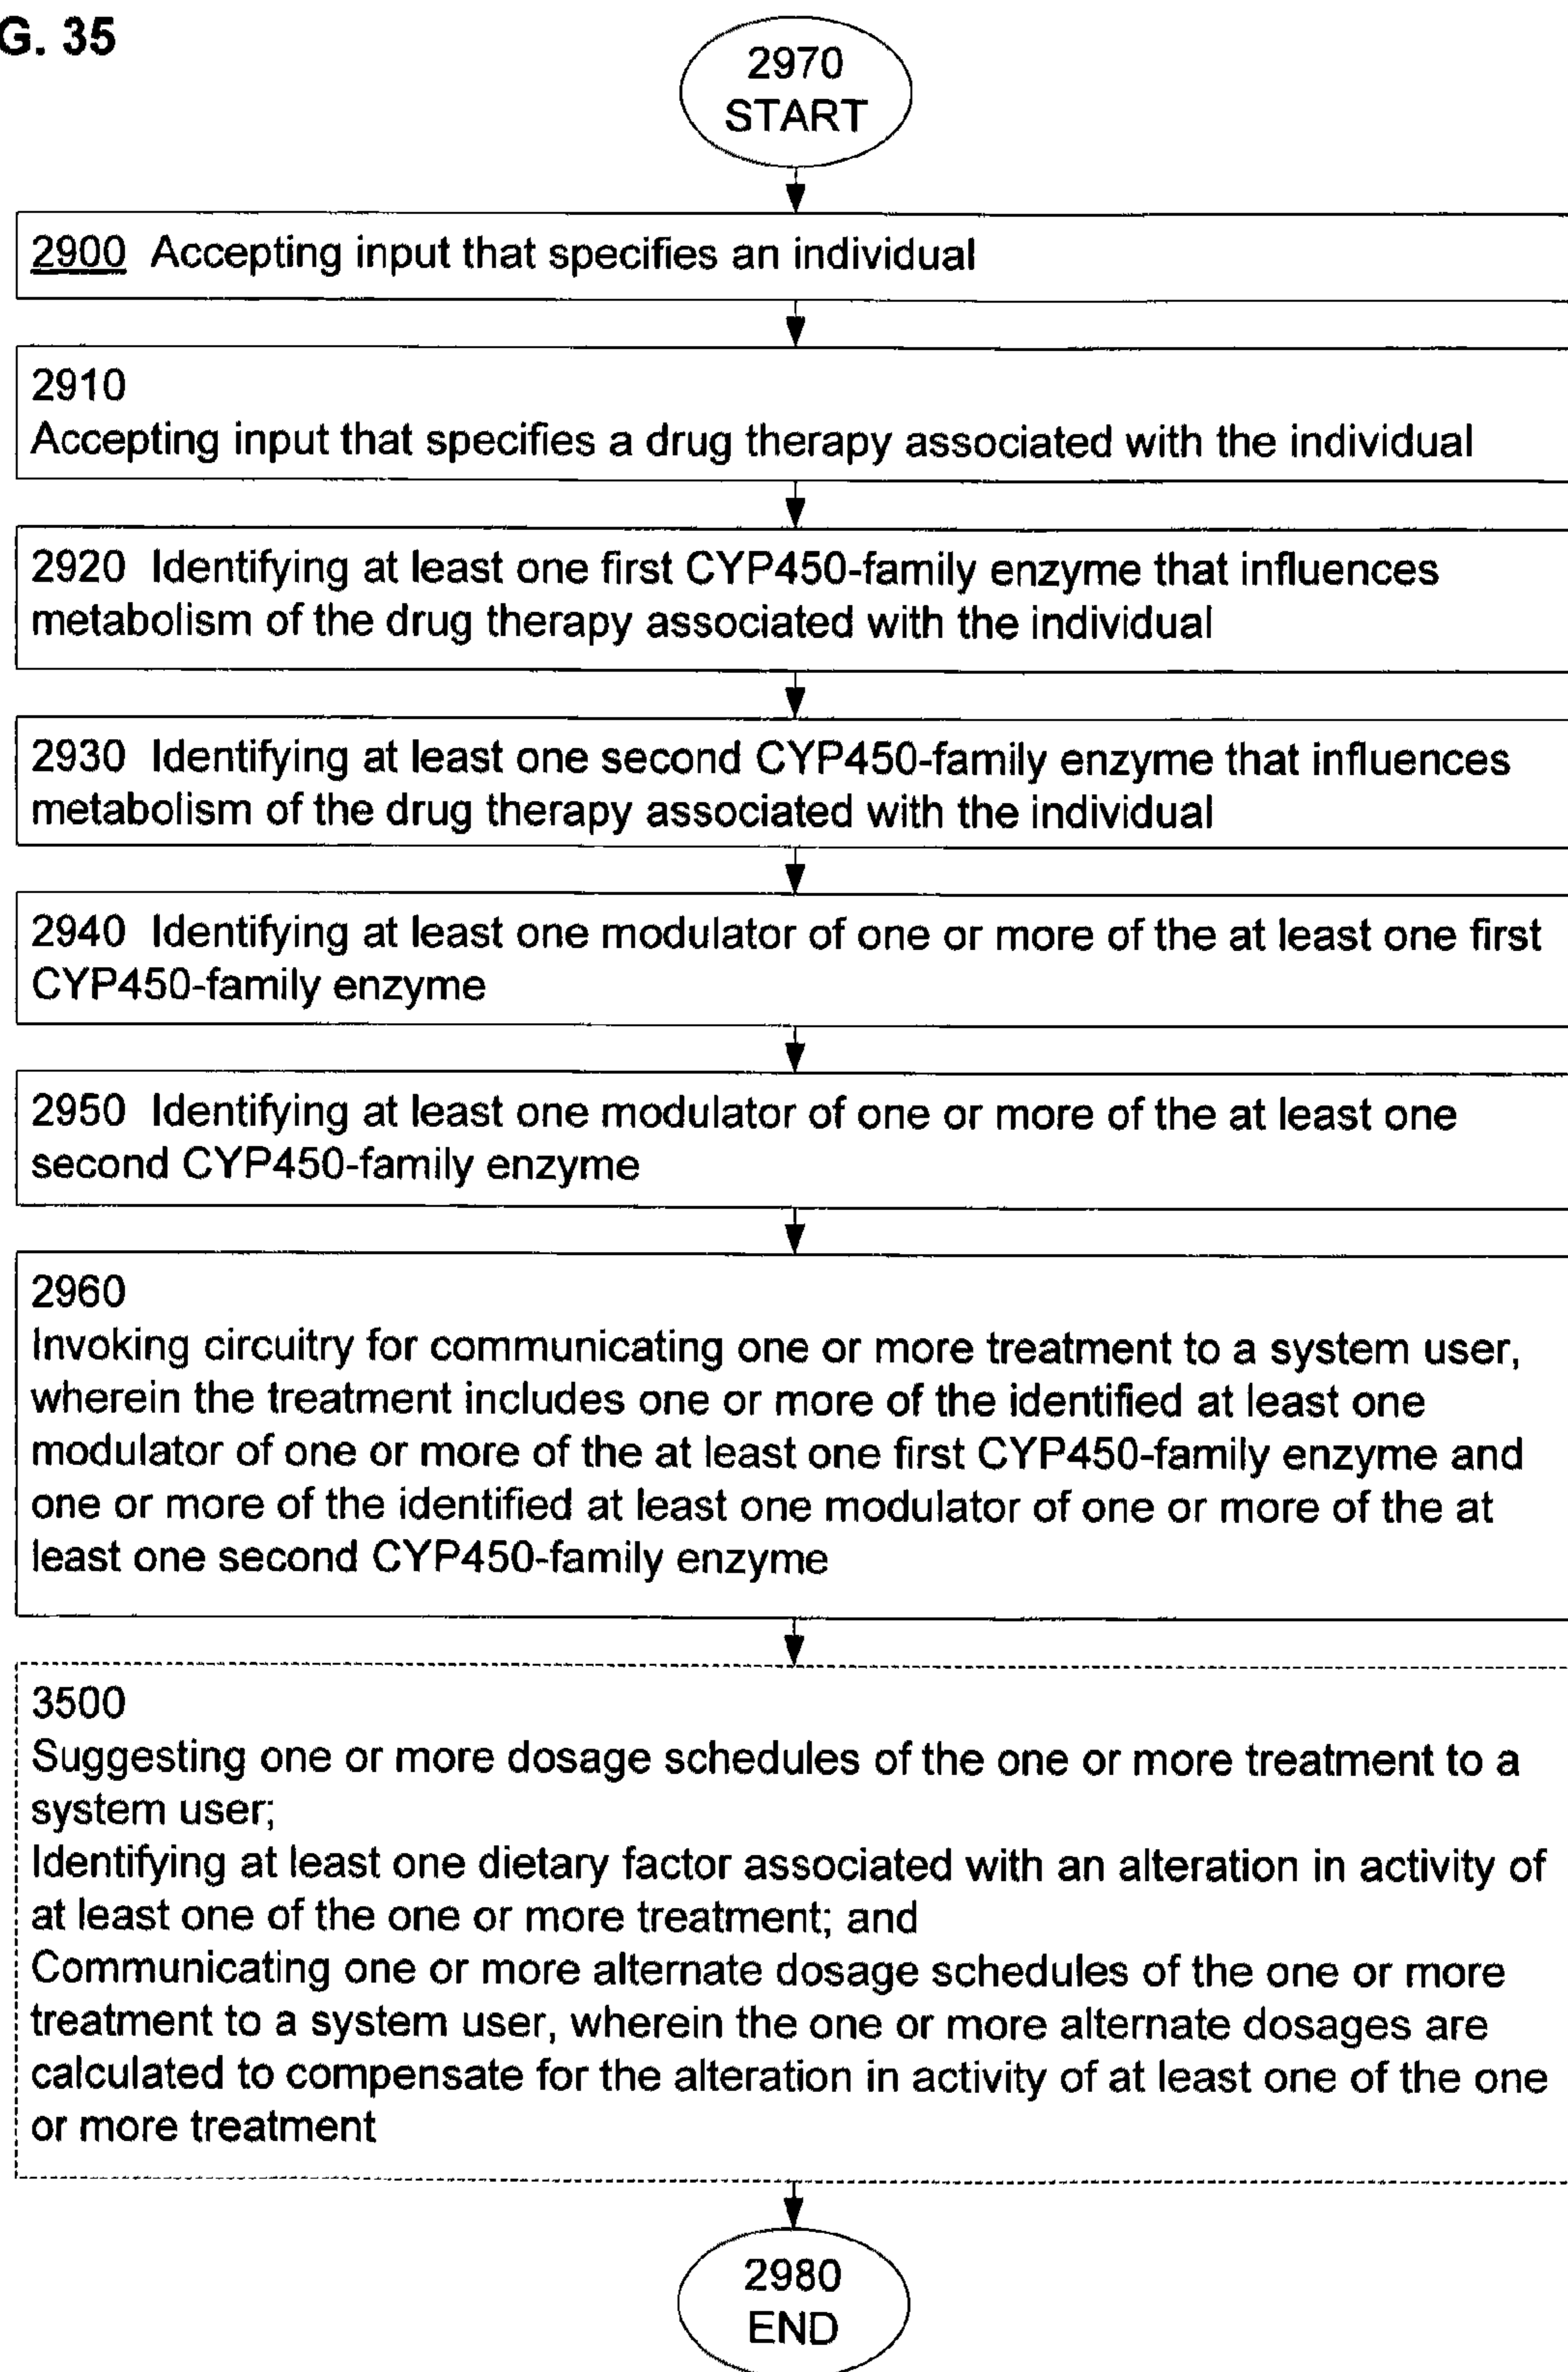 G. 35
2970
START
2900 Accepting input that specifies an individual
2910
Accepting input that specifies a drug therapy associated with the individual
2920 Identifying at least one first CYP450-family enzyme that influences
metabolism of the drug therapy associated with the individual
2930 Identifying at least one second CYP450-family enzyme that influences
metabolism of the drug therapy associated with the individual
2940 Identifying at least one modulator of one or more of the at least one first
CYP450-family enzyme
2950 Identifying at least one modulator of one or more of the at least one
second CYP450-family enzyme
2960
Invoking circuitry for communicating one or more treatment to a system user,
wherein the treatment includes one or more of the identified at least one
modulator of one or more of the at least one first CYP450-family enzyme and
one or more of the identified at least one modulator of one or more of the at
least one second CYP450-family enzyme
3500
Suggesting one or more dosage schedules of the one or more treatment to a
system user;
Identifying at least one dietary factor associated with an alteration in activity of
at least one of the one or more treatment; and
Communicating one or more alternate dosage schedules of the one or more
treatment to a system user, wherein the one or more alternate dosages are
calculated to compensate for the alteration in activity of at least one of the one
or more treatment
2980
END